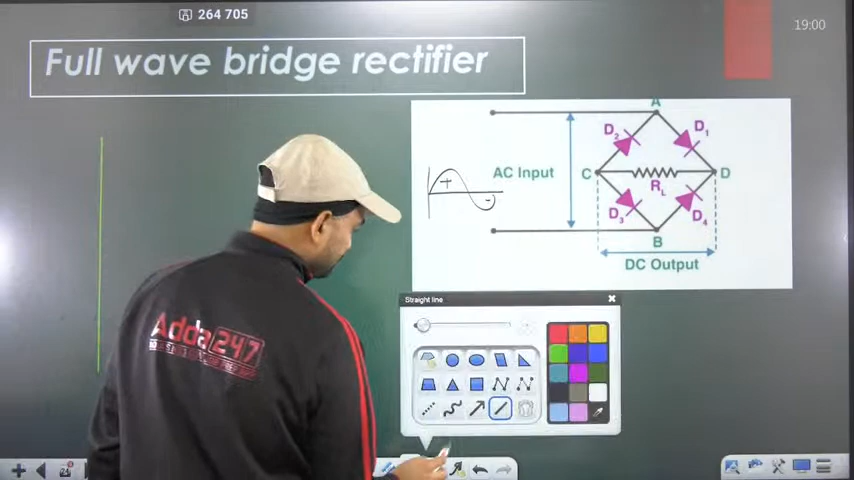 264 705
19:00
Full wave bridge rectifier
A
D₂
D₁
AC Input
C
D
R_L
+
-
D₃
D₄
B
DC Output
Straight line
Adda 247